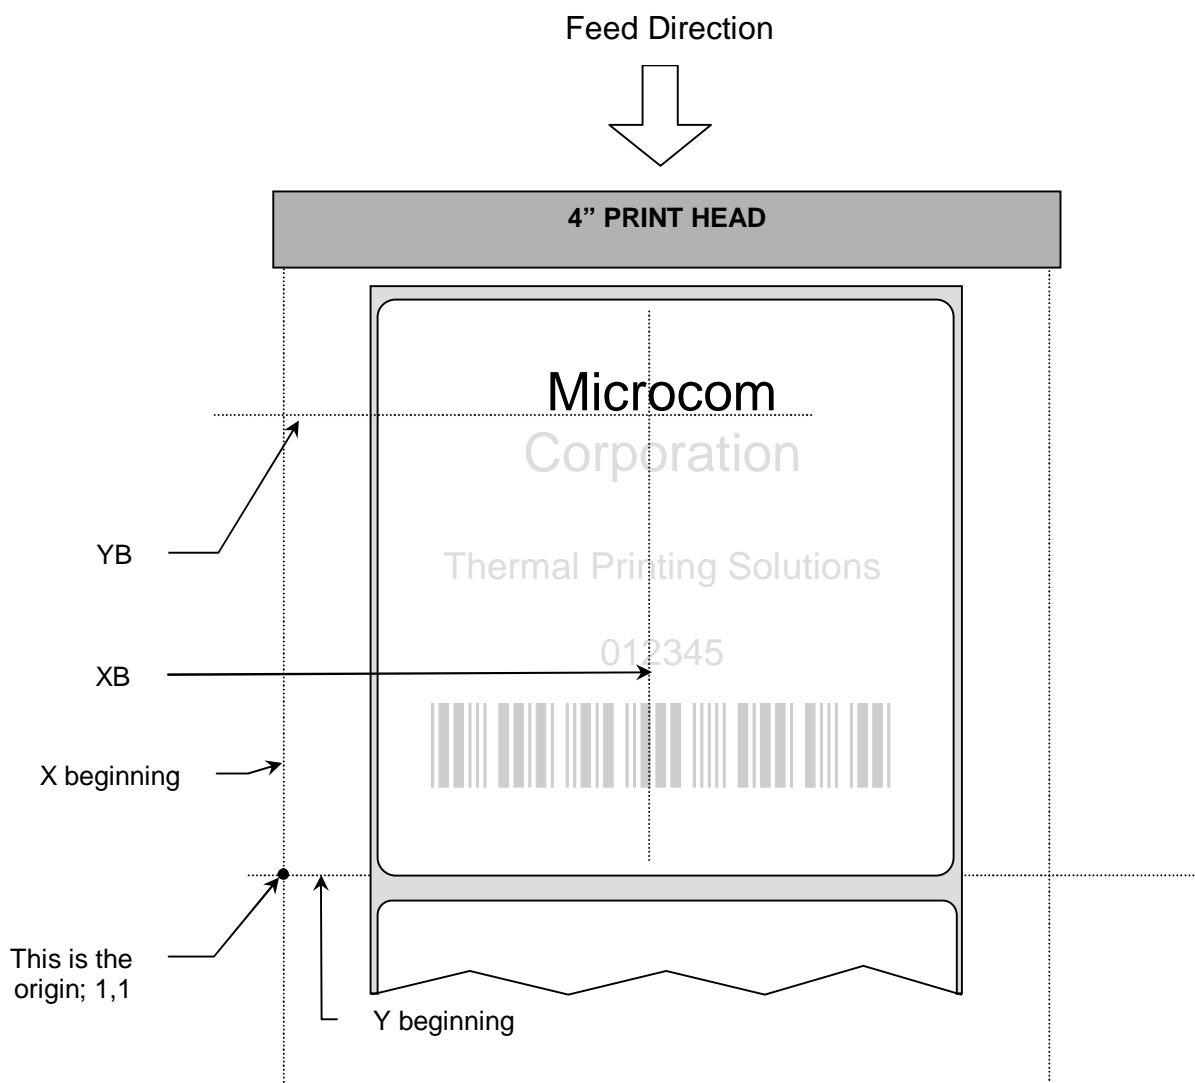 Feed Direction
4” PRINT HEAD
Microcom
Corporation
YB
Thermal Printing Solutions
012345
XB
X beginning
This is the
origin; 1,1
Y beginning